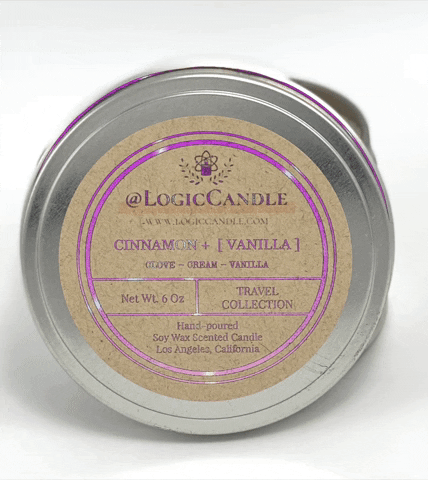 @LOGICCANDLE
WWW.LOGICCANDLE.COM
CINNAMON + [ VANILLA ]
CLOVE - CREAM - VANILLA
Net Wt. 6 Oz
TRAVEL
COLLECTION
Hand-poured
Soy Wax Scented Candle
Los Angeles, California